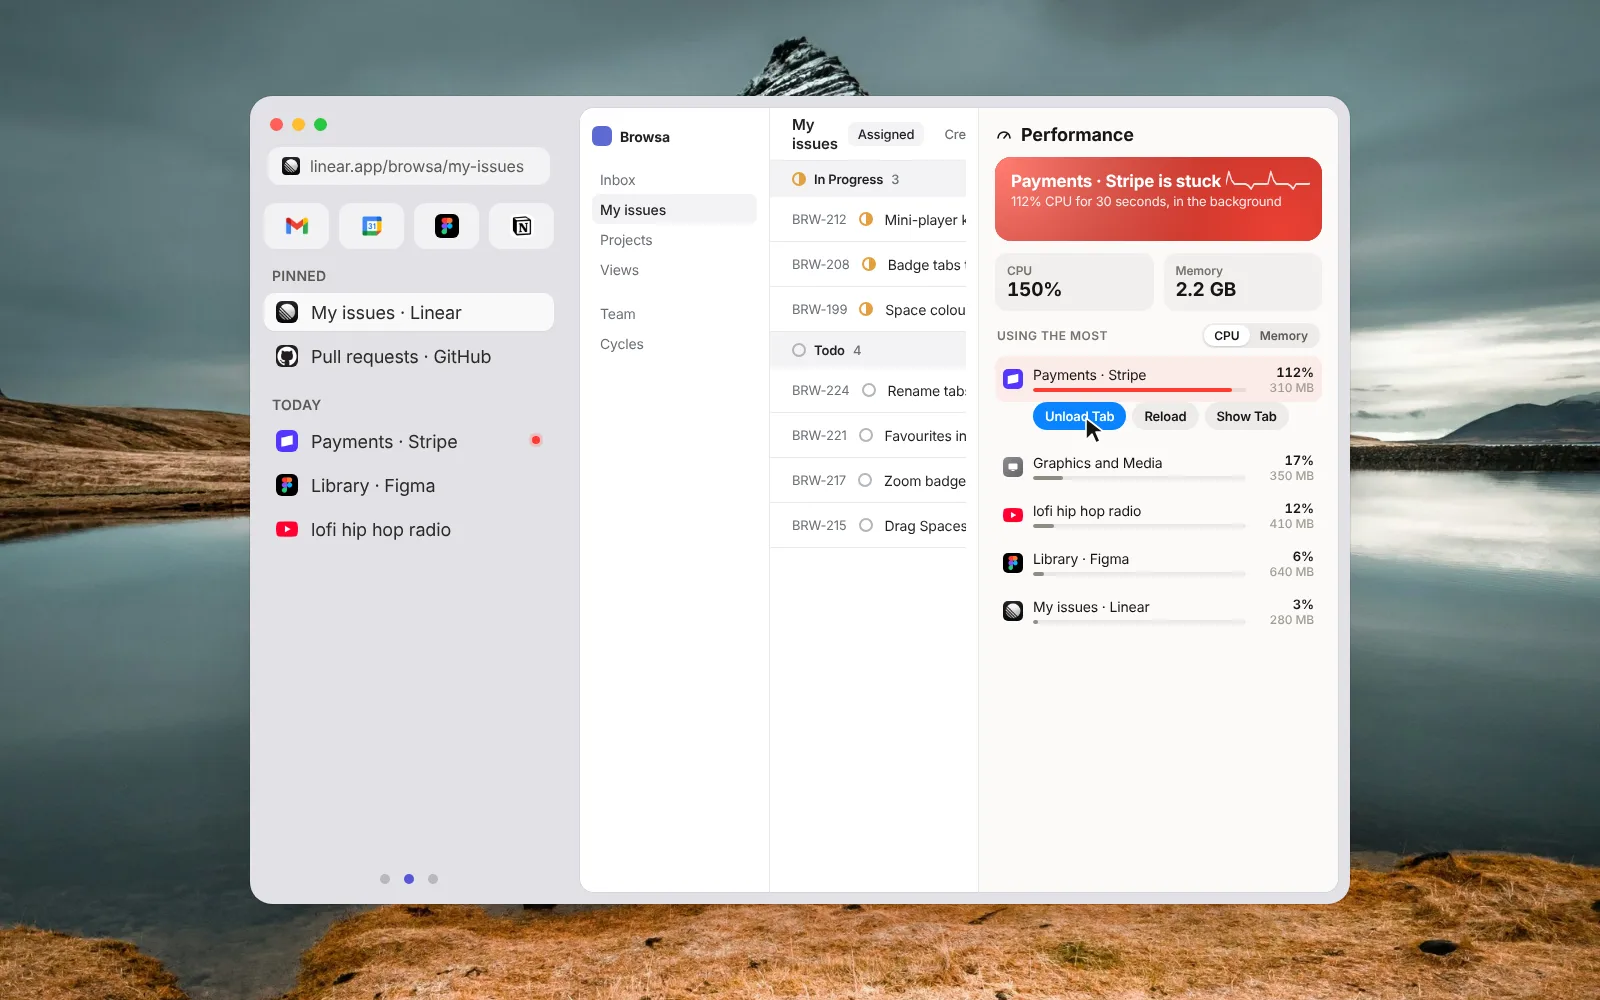 linear.app/browsa/my-issues
31
PINNED
My issues · Linear
Pull requests · GitHub
TODAY
Payments · Stripe
Library · Figma
lofi hip hop radio
Browsa
Inbox
My issues
Projects
Views
Team
Cycles
My issues
Assigned
Cre
In Progress 3
BRW-212 Mini-player k
BRW-208 Badge tabs
BRW-199 Space colou
Todo 4
BRW-224 Rename tab
BRW-221 Favourites in
BRW-217 Zoom badge
BRW-215 Drag Spaces
Performance
Payments · Stripe is stuck
112% CPU for 30 seconds, in the background
CPU
150%
Memory
2.2 GB
USING THE MOST
CPU Memory
Payments · Stripe 112%
310 MB
Unload Tab Reload Show Tab
Graphics and Media 17%
350 MB
lofi hip hop radio 12%
410 MB
Library · Figma 6%
640 MB
My issues · Linear 3%
280 MB